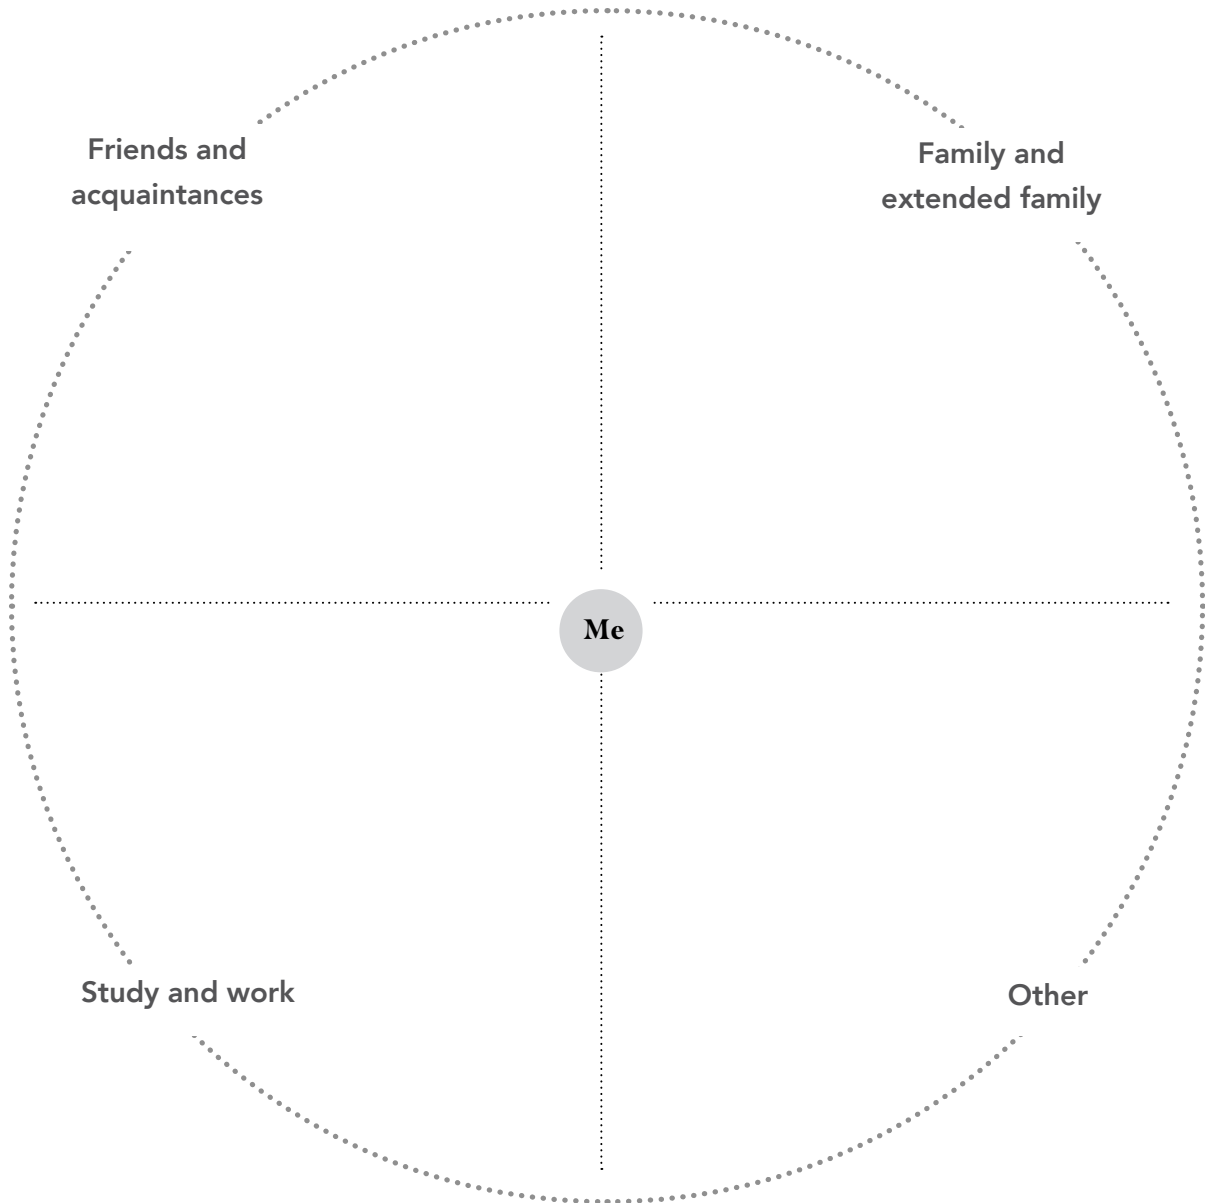 Friends and
acquaintances
Family and
extended family
Me
Study and work
Other